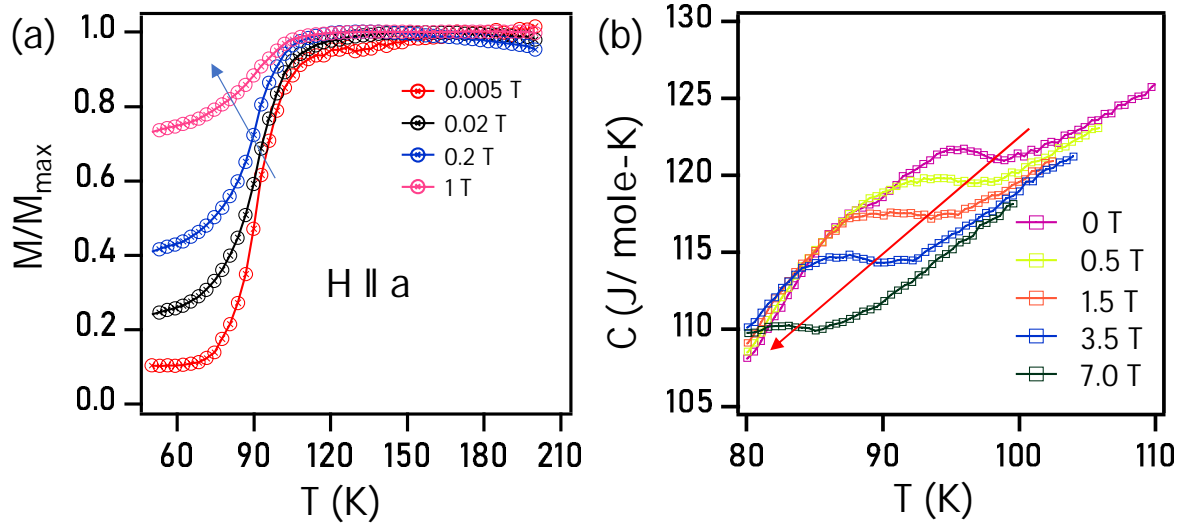 (a)
1.0
0.8
0.6
0.4
0.2
0.0
M/Mmax
0.005 T
0.02 T
0.2 T
1 T
H ∥ a
60
90
120
150
180
210
T (K)
(b)
130
125
120
115
110
105
C (J/ mole-K)
0 T
0.5 T
1.5 T
3.5 T
7.0 T
80
90
100
110
T (K)